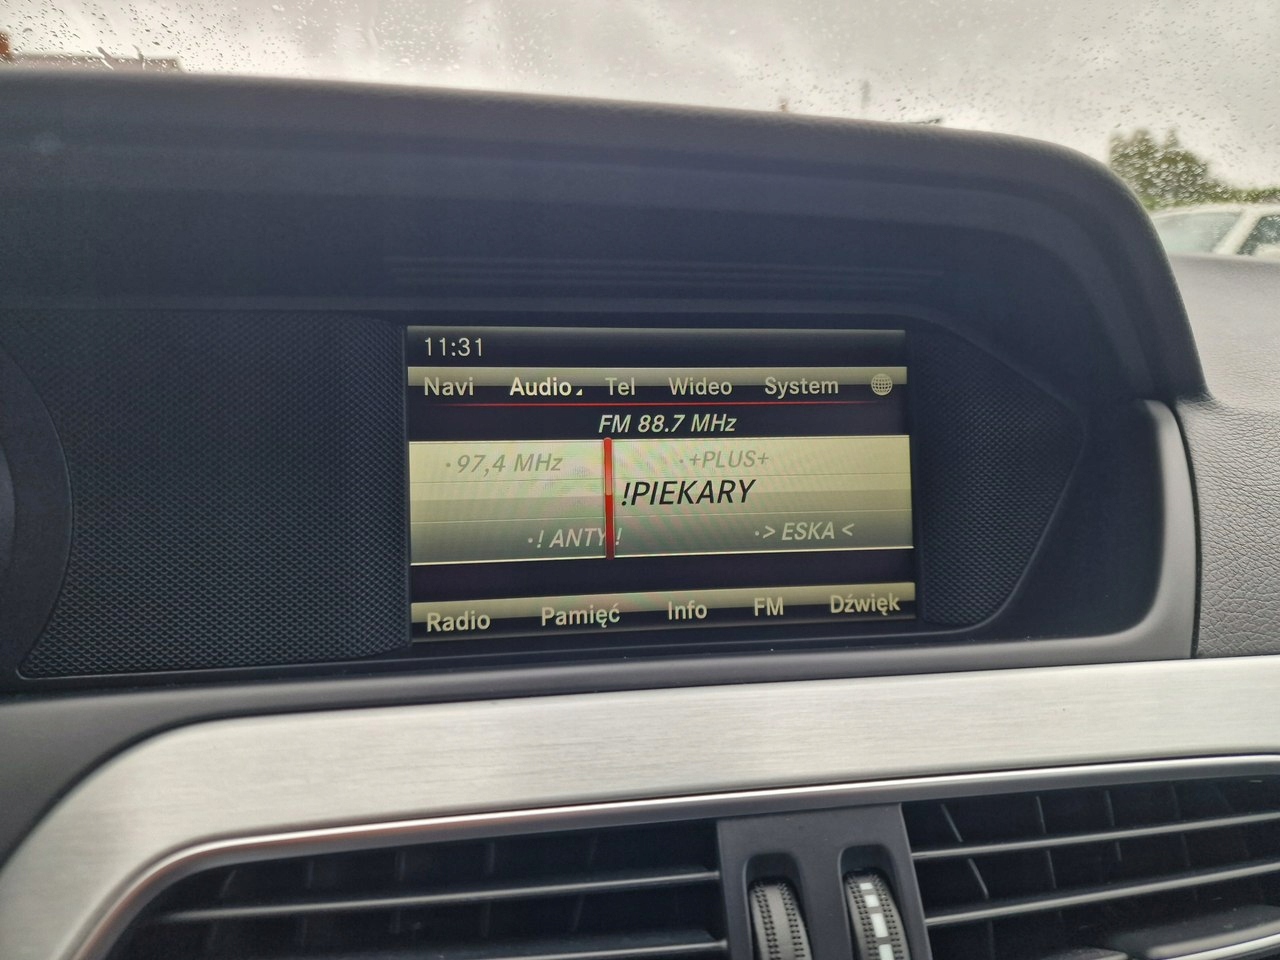 11:31
Navi Audio Tel Wideo System
FM 88.7 MHz
·97,4 MHz ·+PLUS+
!PIEKARY
·! ANTY ! ·> ESKA <
Radio Pamięć Info FM Dźwięk